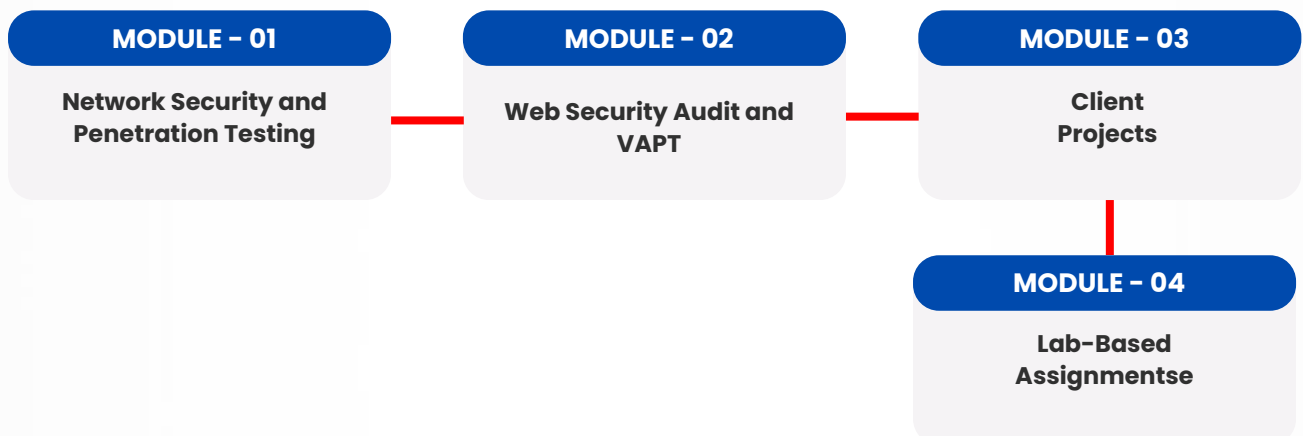 MODULE - 01
Network Security and
Penetration Testing
MODULE - 02
Web Security Audit and
VAPT
MODULE - 03
Client
Projects
MODULE - 04
Lab-Based
Assignmentse